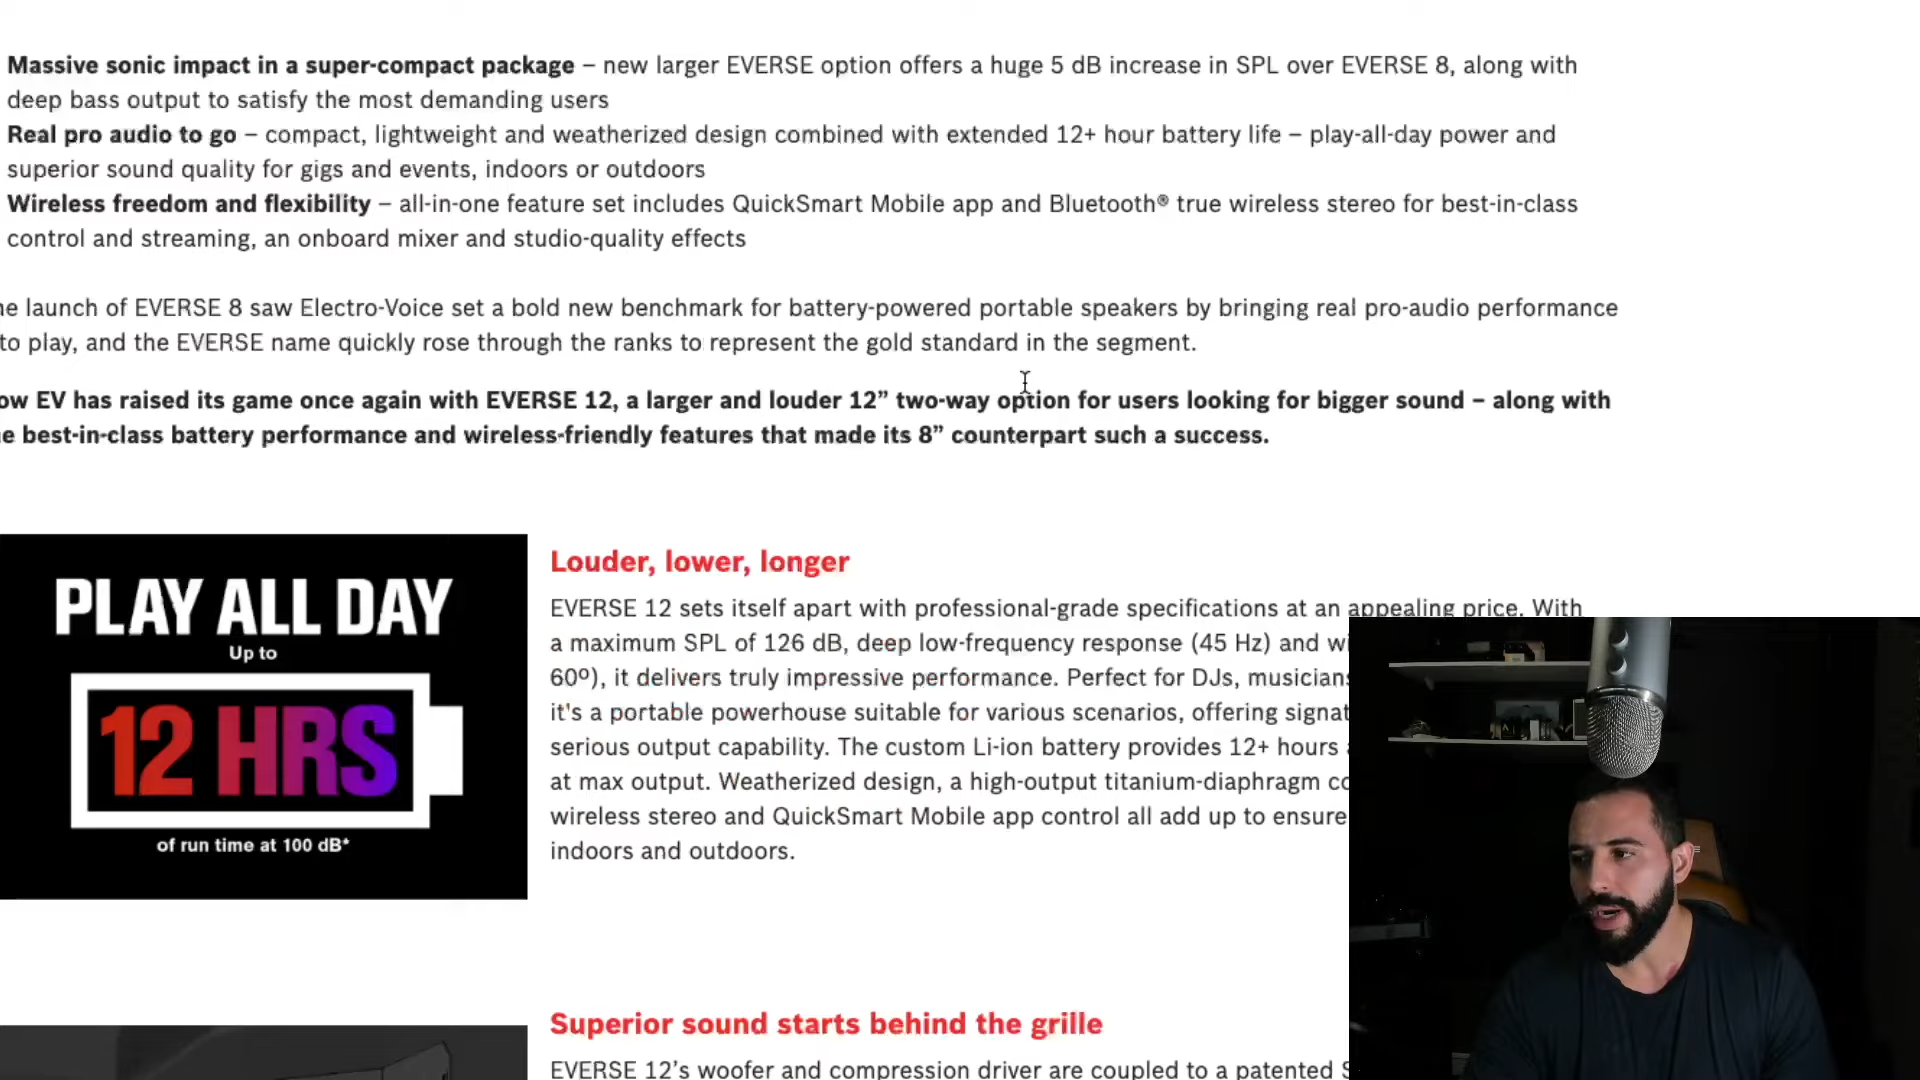 Massive sonic impact in a super-compact package – new larger EVERSE option offers a huge 5 dB increase in SPL over EVERSE 8, along with
deep bass output to satisfy the most demanding users
Real pro audio to go – compact, lightweight and weatherized design combined with extended 12+ hour battery life – play-all-day power and
superior sound quality for gigs and events, indoors or outdoors
Wireless freedom and flexibility – all-in-one feature set includes QuickSmart Mobile app and Bluetooth® true wireless stereo for best-in-class
control and streaming, an onboard mixer and studio-quality effects
launch of EVERSE 8 saw Electro-Voice set a bold new benchmark for battery-powered portable speakers by bringing real pro-audio performance
to play, and the EVERSE name quickly rose through the ranks to represent the gold standard in the segment.
EV has raised its game once again with EVERSE 12, a larger and louder 12” two-way option for users looking for bigger sound – along with
best-in-class battery performance and wireless-friendly features that made its 8” counterpart such a success.
PLAY ALL DAY
Up to
12 HRS
of run time at 100 dB*
Louder, lower, longer
EVERSE 12 sets itself apart with professional-grade specifications at an appealing price. With
a maximum SPL of 126 dB, deep low-frequency response (45 Hz) and
60º), it delivers truly impressive performance. Perfect for DJs,
it's a portable powerhouse suitable for various scenarios, offering
serious output capability. The custom Li-ion battery provides 12+ hours
at max output. Weatherized design, a high-output titanium-diaphragm
wireless stereo and QuickSmart Mobile app control all add up to ensure
indoors and outdoors.
Superior sound starts behind the grille
EVERSE 12’s woofer and compression driver are coupled to a patented